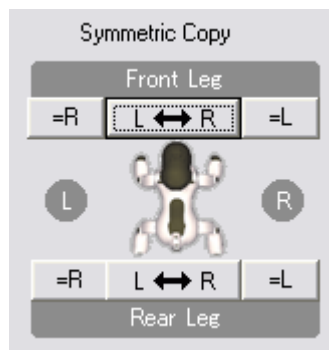 Symmetric Copy
Front Leg
=R L ↔ R =L
L R
=R L ↔ R =L
Rear Leg